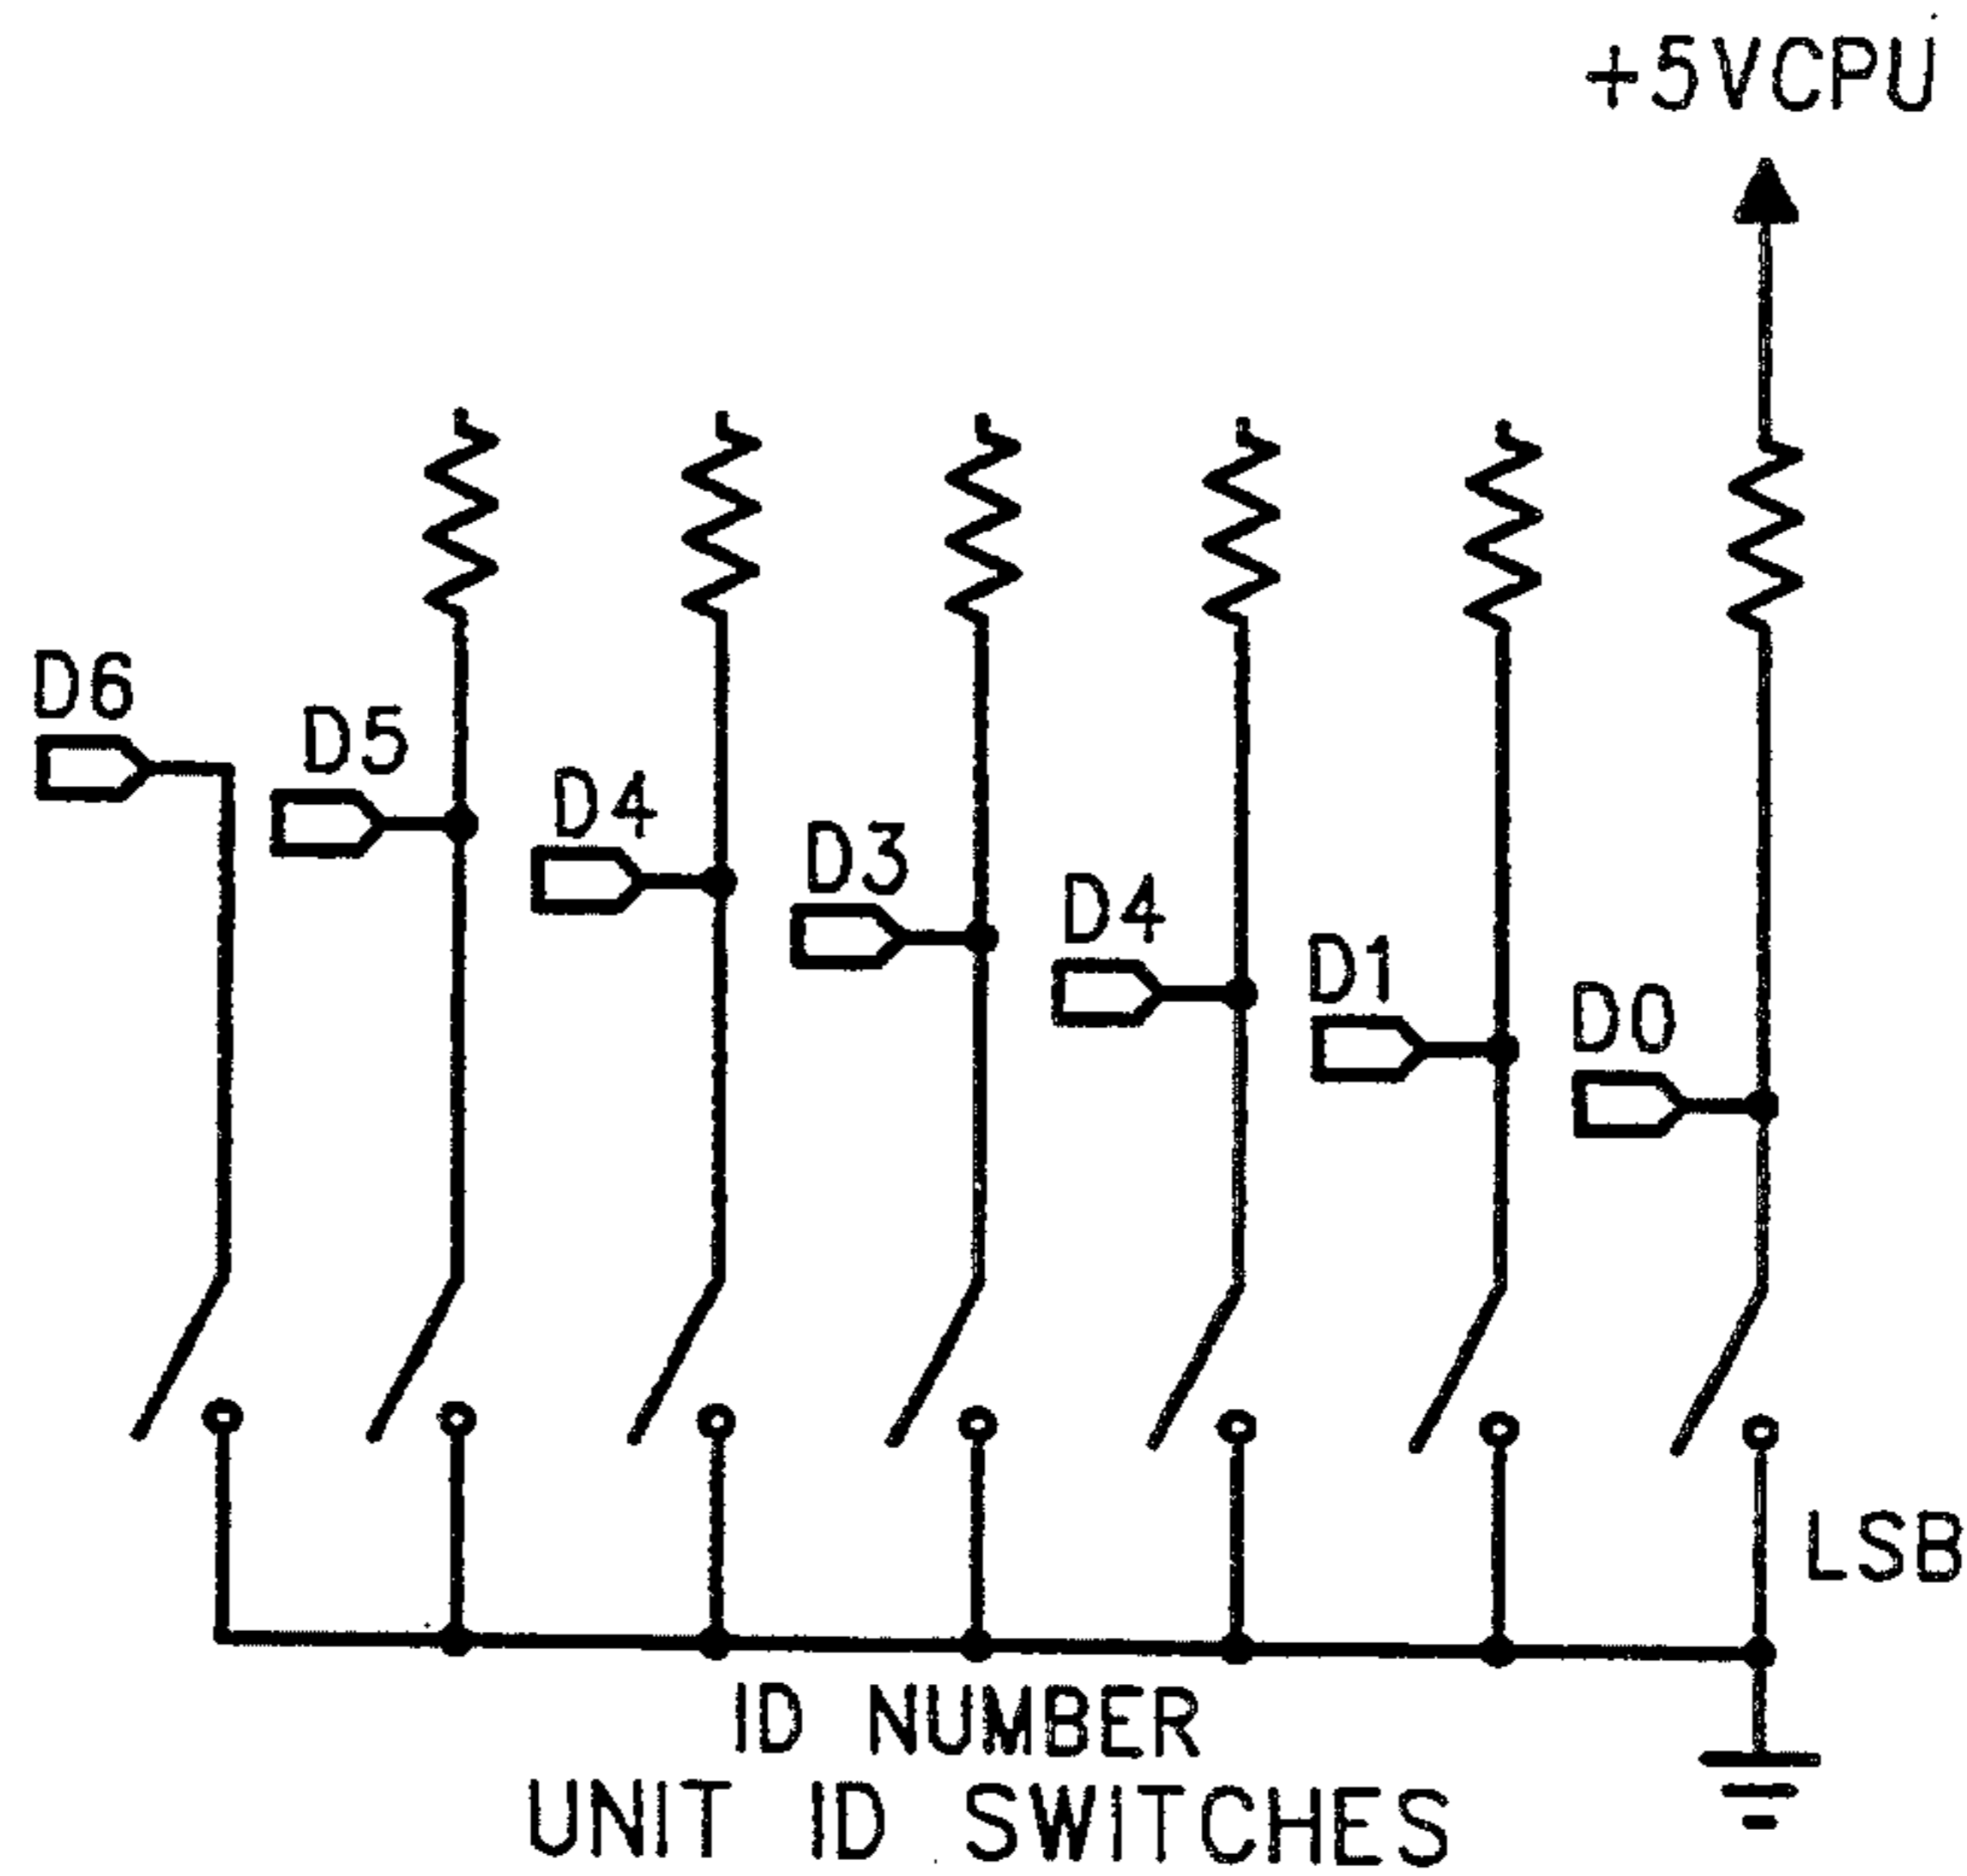 +5VCPU
D6
D5
D4
D3
D4
D1
D0
LSB
ID NUMBER
UNIT ID SWITCHES